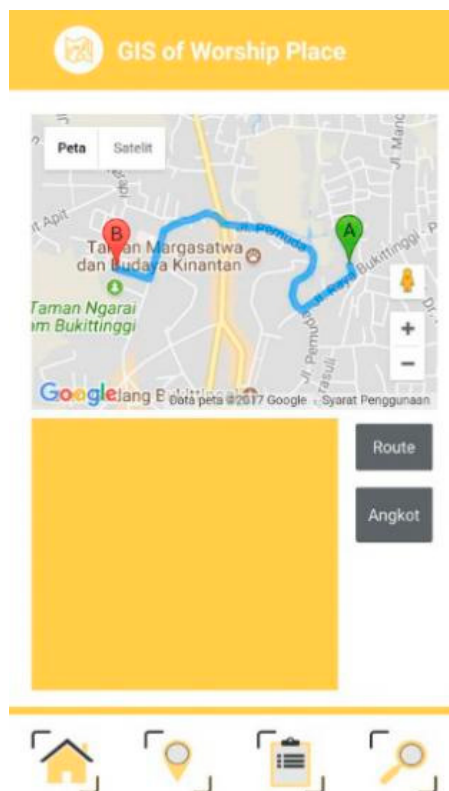 GIS of Worship Place
Peta Satelit
Jl. Pemuda
A
B
Taman Margasatwa
dan Budaya Kinantan
Jl. Raya Bukittinggi - P
Taman Ngarai
Bukittinggi
+
−
Google
Data peta ©2017 Google Syarat Penggunaan
Route
Angkot